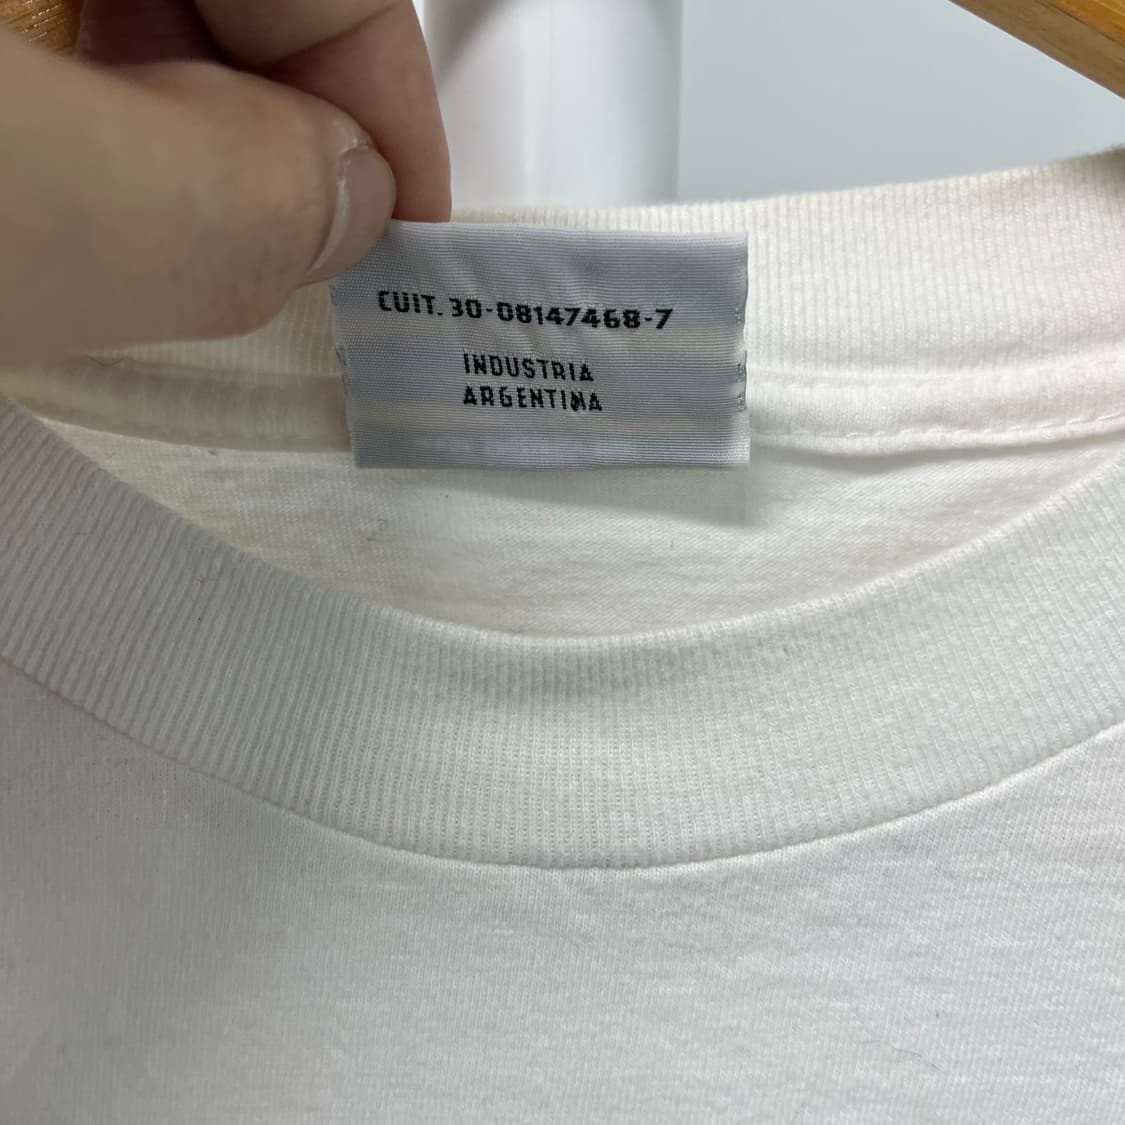 CUIT. 30-08147468-7
INDUSTRIA
ARGENTINA